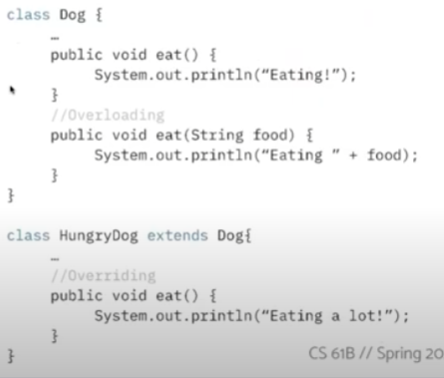 class Dog {
…
public void eat() {
System.out.println(“Eating!”);
}
//Overloading
public void eat(String food) {
System.out.println(“Eating ” + food);
}
}
class HungryDog extends Dog{
…
//Overriding
public void eat() {
System.out.println(“Eating a lot!”);
}
}
CS 61B // Spring 20